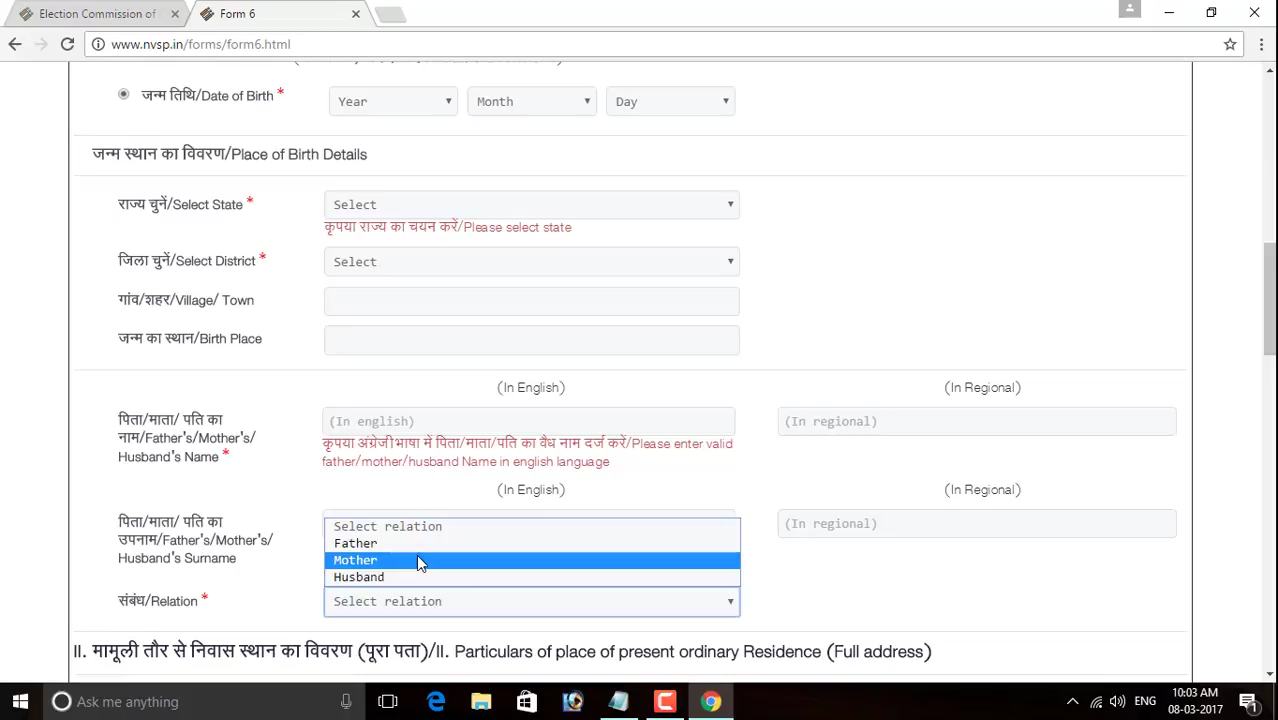 Election Commission of
Form 6
www.nvsp.in/forms/form6.html
जन्म तिथि/Date of Birth *
Year
Month
Day
जन्म स्थान का विवरण/Place of Birth Details
राज्य चुनें/Select State *
Select
कृपया राज्य का चयन करें/Please select state
जिला चुनें/Select District *
Select
गांव/शहर/Village/ Town
जन्म का स्थान/Birth Place
(In English)
(In Regional)
पिता/माता/ पति का
नाम/Father's/Mother's/
Husband's Name *
(In english)
(In regional)
कृपया अंग्रेजी भाषा में पिता/माता/पति का वैध नाम दर्ज करें/Please enter valid
father/mother/husband Name in english language
(In English)
(In Regional)
पिता/माता/ पति का
उपनाम/Father's/Mother's/
Husband's Surname
(In regional)
Select relation
Father
Mother
Husband
संबंध/Relation *
Select relation
II. मामूली तौर से निवास स्थान का विवरण (पूरा पता)/II. Particulars of place of present ordinary Residence (Full address)
Ask me anything
ENG
10:03 AM
08-03-2017
1